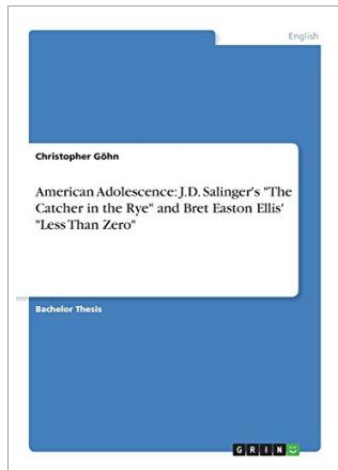 English
Christopher Göhn
American Adolescence: J.D. Salinger's "The
Catcher in the Rye" and Bret Easton Ellis'
"Less Than Zero"
Bachelor Thesis
GRIN